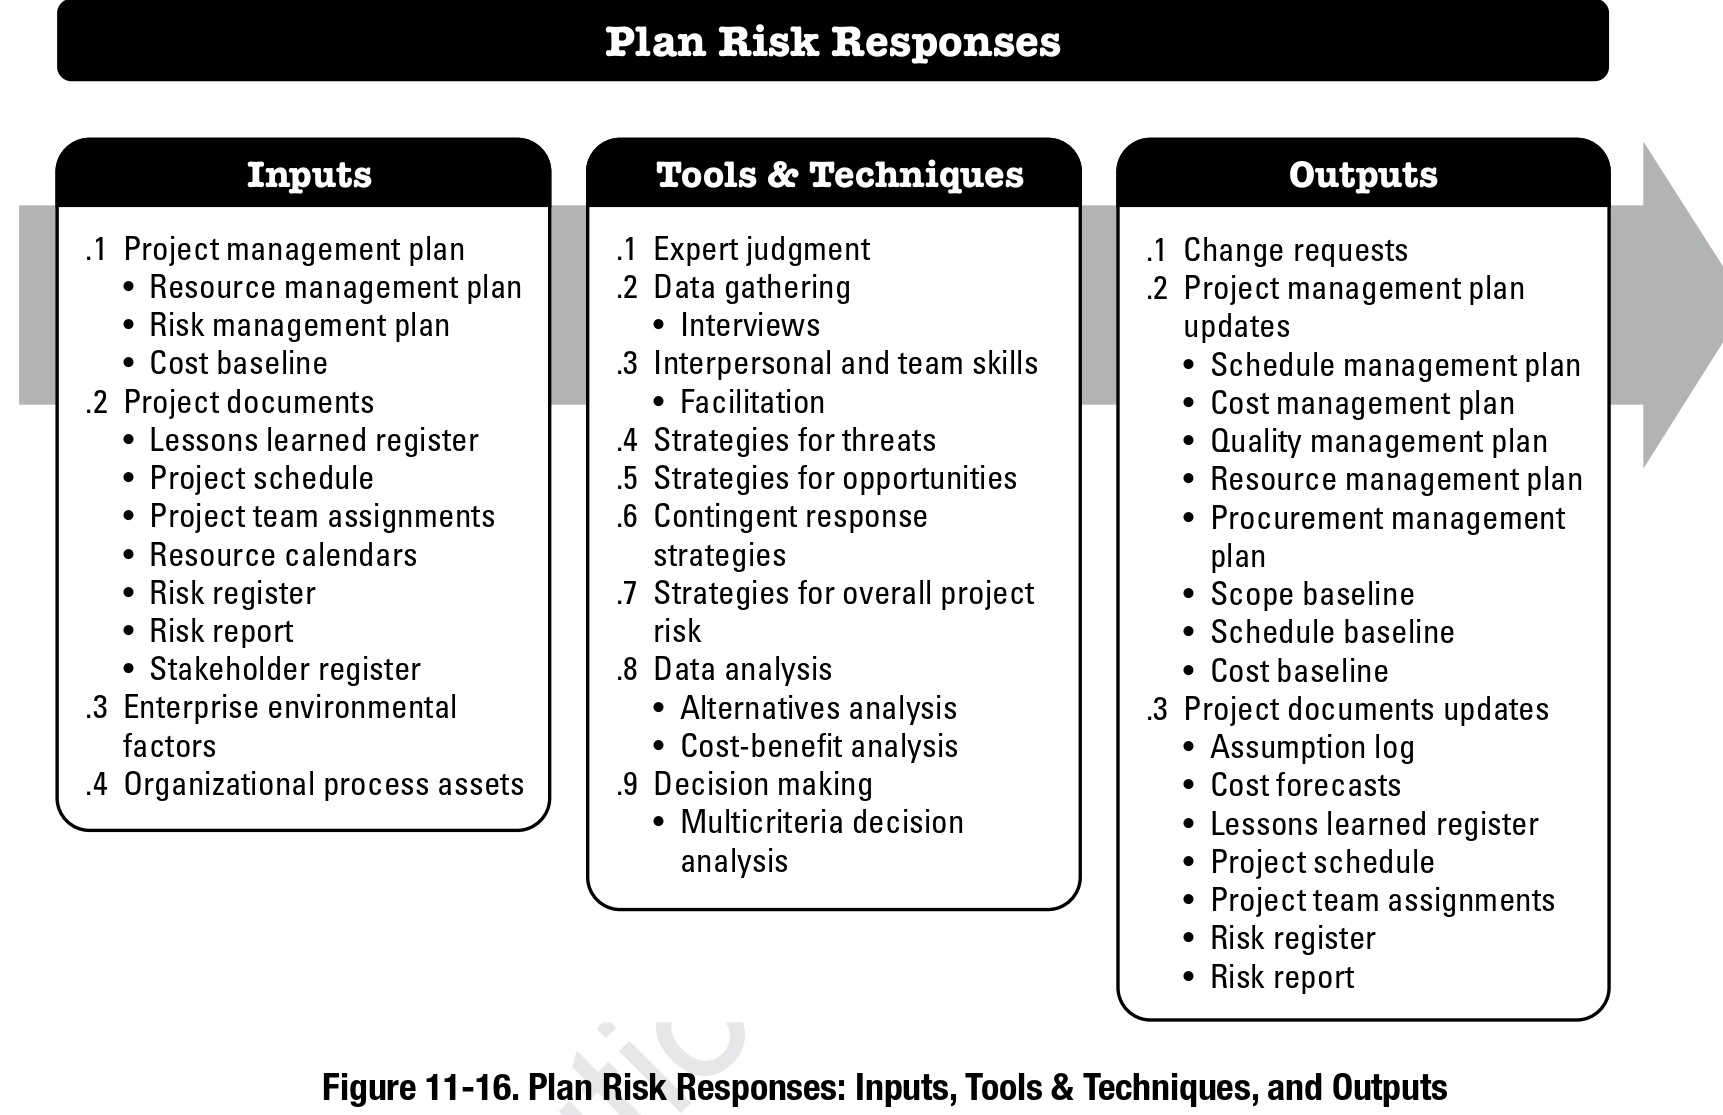 Plan Risk Responses
Inputs
.1 Project management plan
• Resource management plan
• Risk management plan
• Cost baseline
.2 Project documents
• Lessons learned register
• Project schedule
• Project team assignments
• Resource calendars
• Risk register
• Risk report
• Stakeholder register
.3 Enterprise environmental
factors
.4 Organizational process assets
Tools & Techniques
.1 Expert judgment
.2 Data gathering
• Interviews
.3 Interpersonal and team skills
• Facilitation
.4 Strategies for threats
.5 Strategies for opportunities
.6 Contingent response
strategies
.7 Strategies for overall project
risk
.8 Data analysis
• Alternatives analysis
• Cost-benefit analysis
.9 Decision making
• Multicriteria decision
analysis
Outputs
.1 Change requests
.2 Project management plan
updates
• Schedule management plan
• Cost management plan
• Quality management plan
• Resource management plan
• Procurement management
plan
• Scope baseline
• Schedule baseline
• Cost baseline
.3 Project documents updates
• Assumption log
• Cost forecasts
• Lessons learned register
• Project schedule
• Project team assignments
• Risk register
• Risk report
Figure 11-16. Plan Risk Responses: Inputs, Tools & Techniques, and Outputs